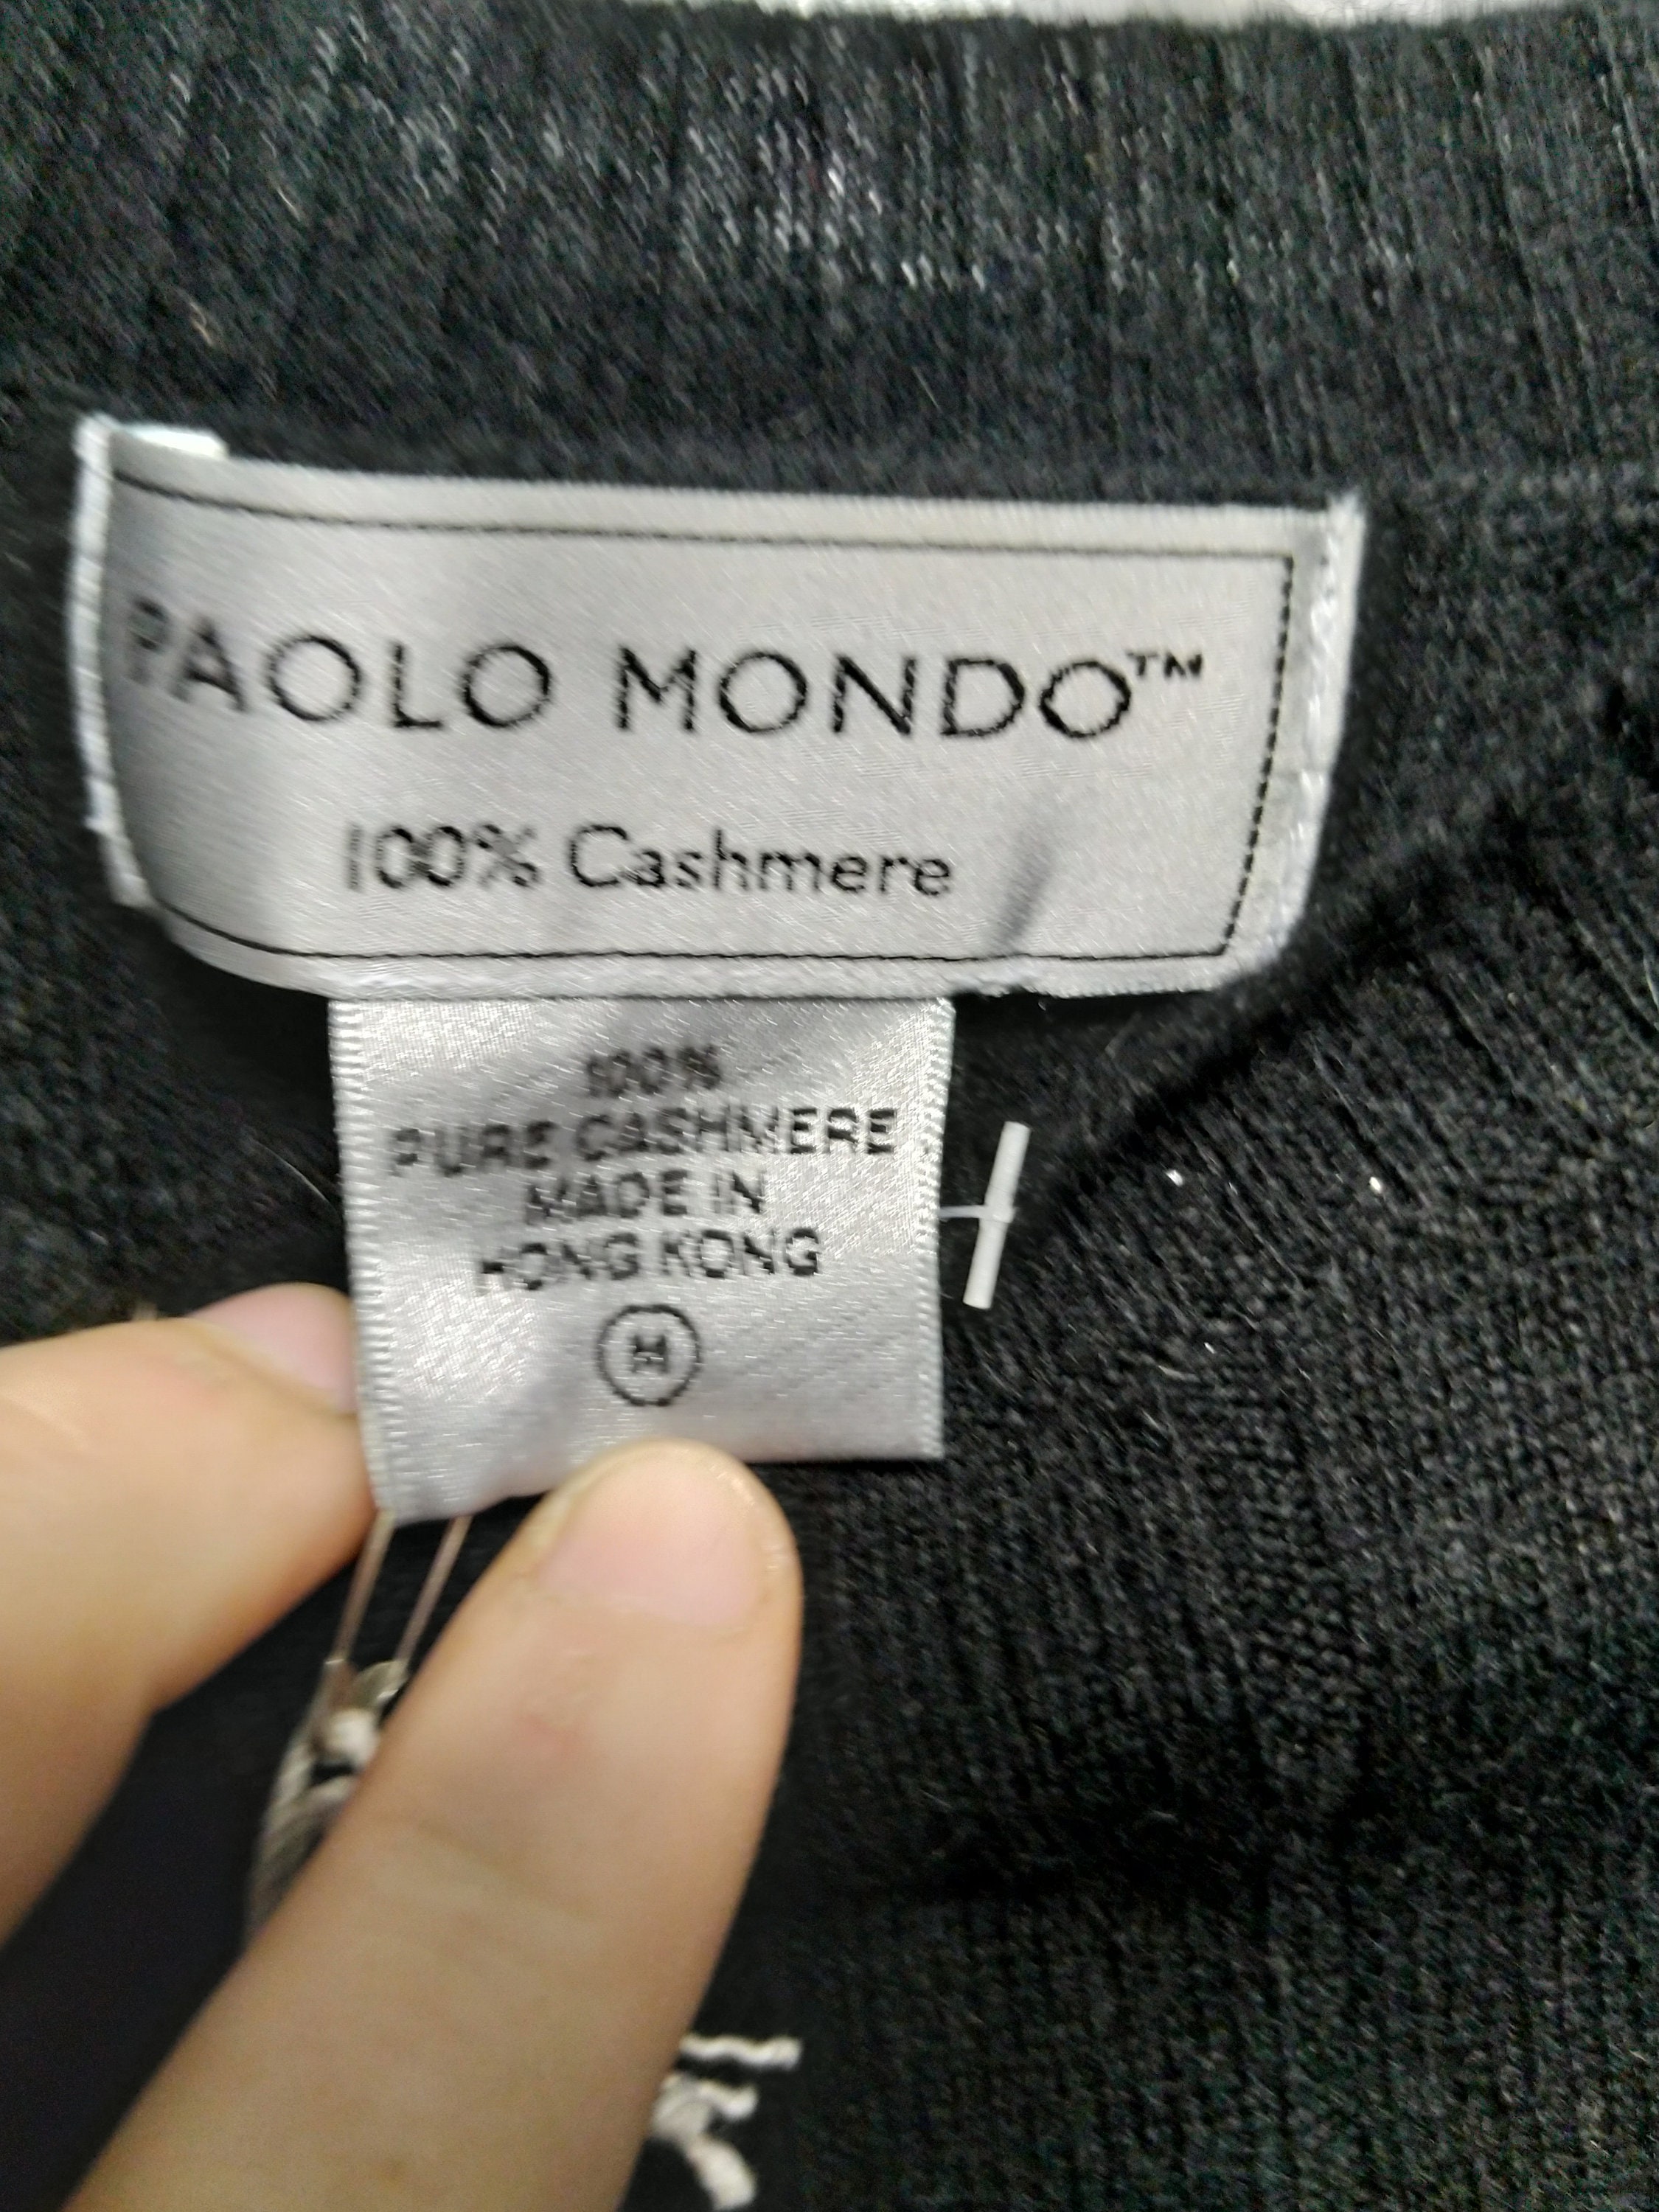 PAOLO MONDO™
100% Cashmere
100%
PURE CASHMERE
MADE IN
HONG KONG